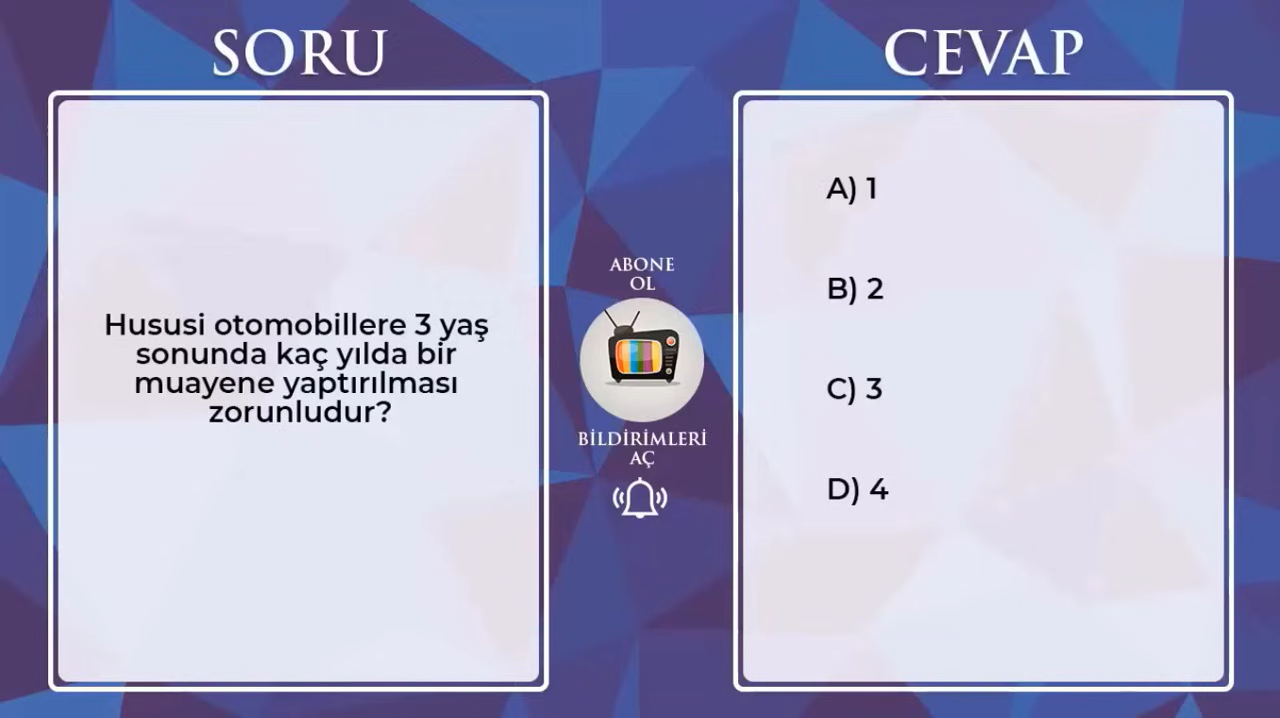 SORU
Hususi otomobillere 3 yaş
sonunda kaç yılda bir
muayene yaptırılması
zorunludur?
ABONE
OL
BİLDİRİMLERİ
AÇ
CEVAP
A) 1
B) 2
C) 3
D) 4